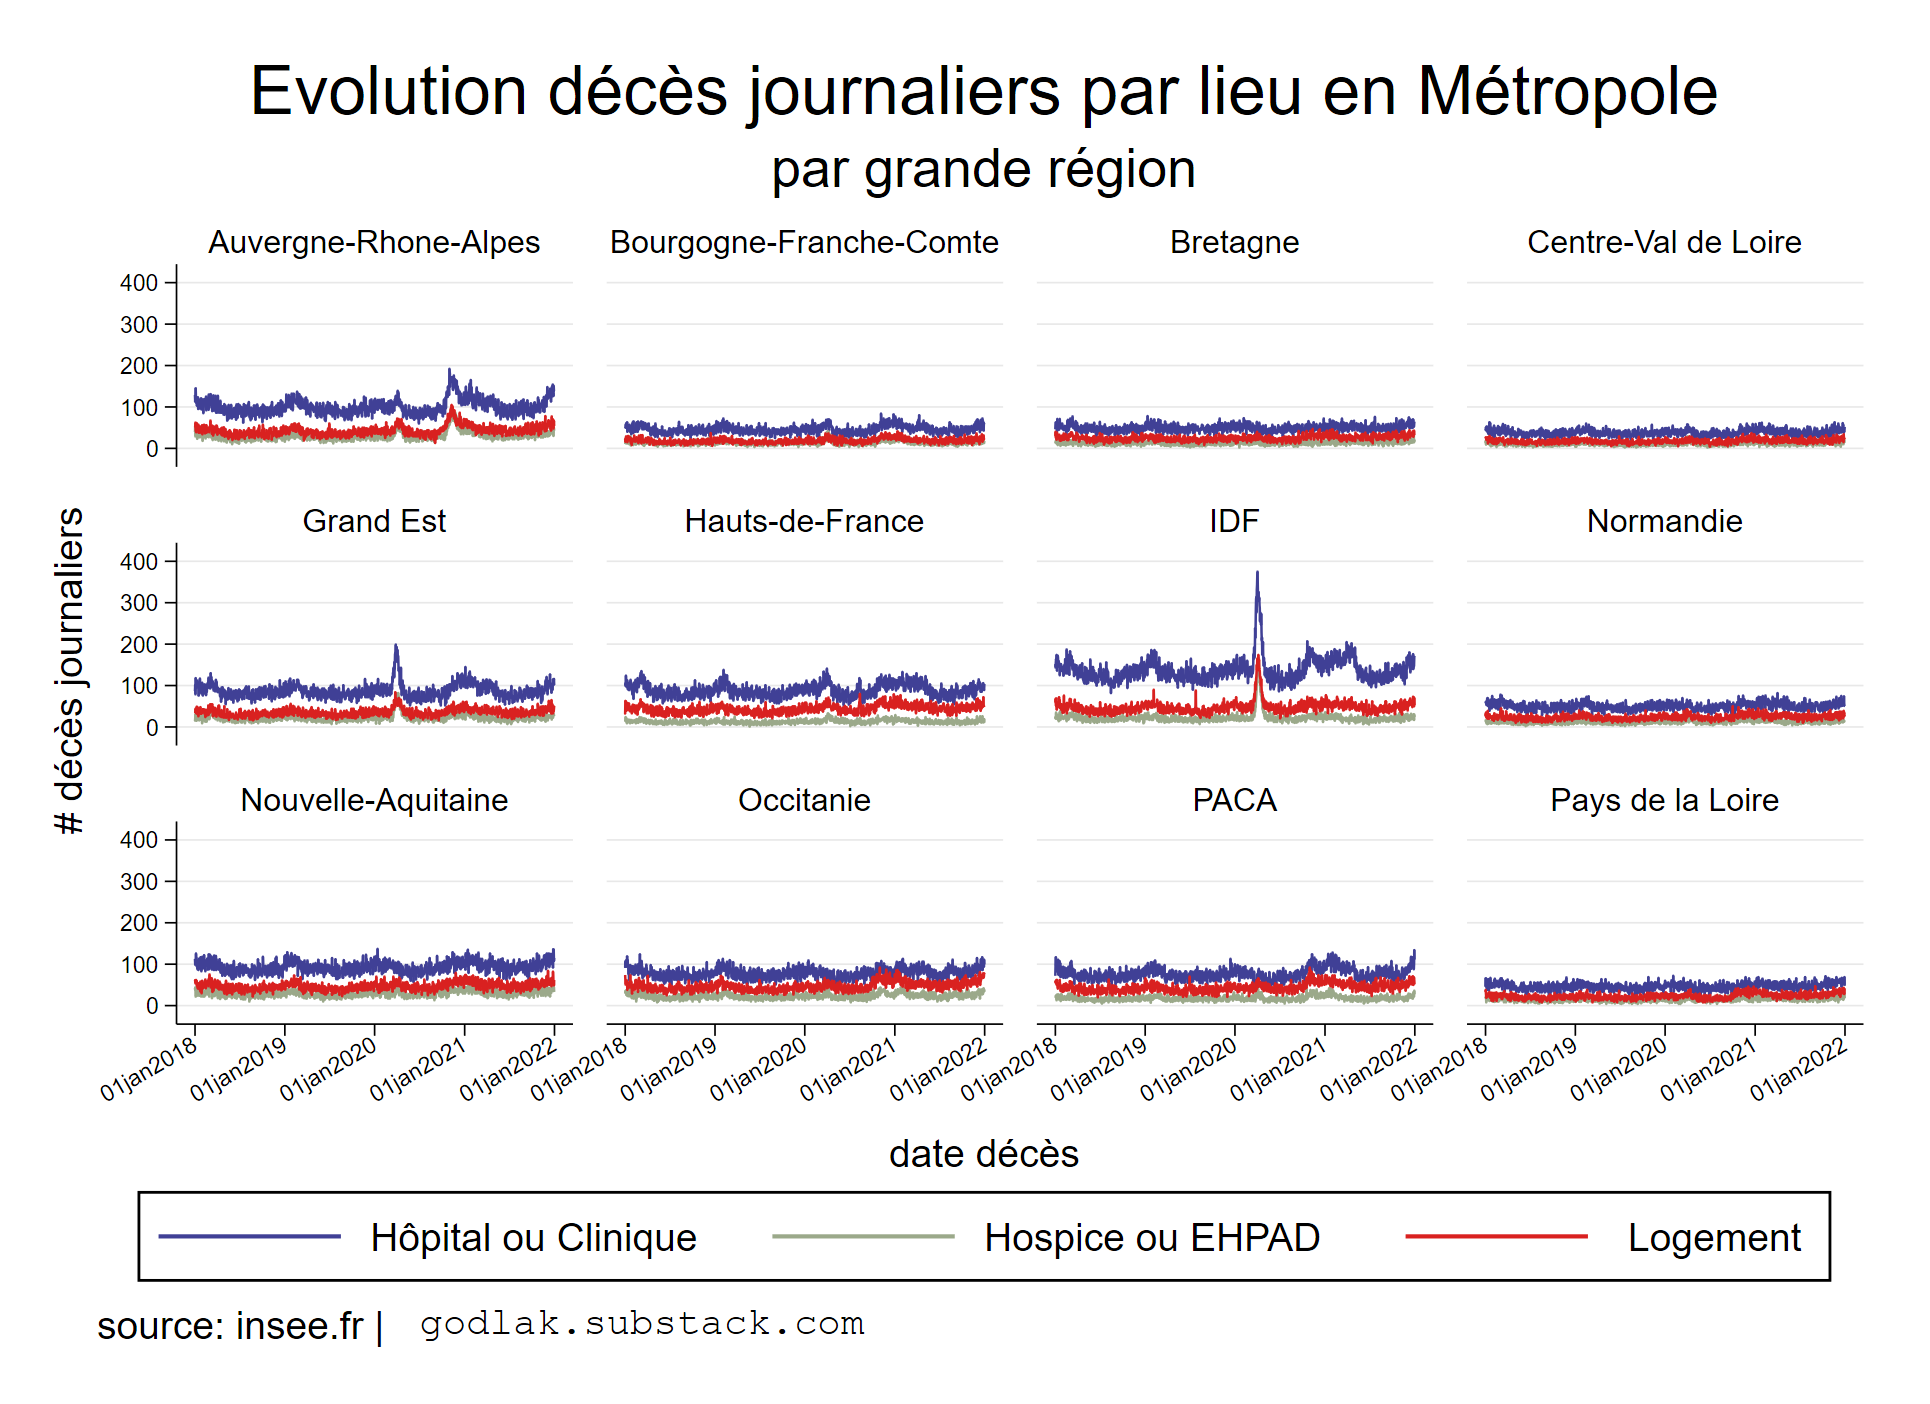 Evolution décès journaliers par lieu en Métropole
par grande région
Auvergne-Rhone-Alpes
Bourgogne-Franche-Comte
Bretagne
Centre-Val de Loire
400
300
200
100
0
Grand Est
Hauts-de-France
IDF
Normandie
400
300
200
100
0
Nouvelle-Aquitaine
Occitanie
PACA
Pays de la Loire
400
300
200
100
0
# décès journaliers
01jan2018 01jan2019 01jan2020 01jan2021 01jan2022
01jan2018 01jan2019 01jan2020 01jan2021 01jan2022
01jan2018 01jan2019 01jan2020 01jan2021 01jan2022
01jan2018 01jan2019 01jan2020 01jan2021 01jan2022
date décès
Hôpital ou Clinique
Hospice ou EHPAD
Logement
source: insee.fr | godlak.substack.com